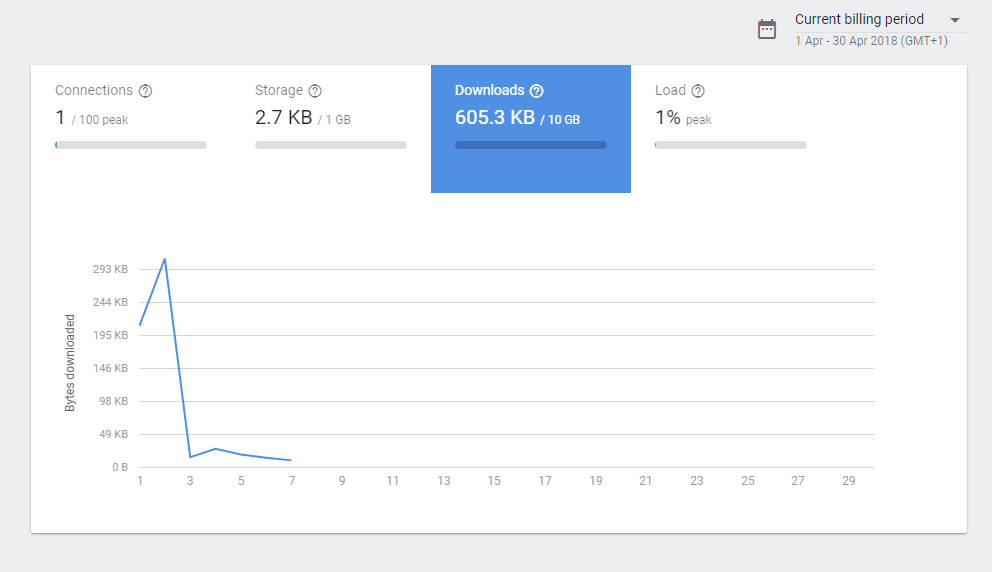 Current billing period
1 Apr - 30 Apr 2018 (GMT+1)
Connections ?
1 / 100 peak
Storage ?
2.7 KB / 1 GB
Downloads ?
605.3 KB / 10 GB
Load ?
1% peak
Bytes downloaded
293 KB
244 KB
195 KB
146 KB
98 KB
49 KB
0 B
1 3 5 7 9 11 13 15 17 19 21 23 25 27 29